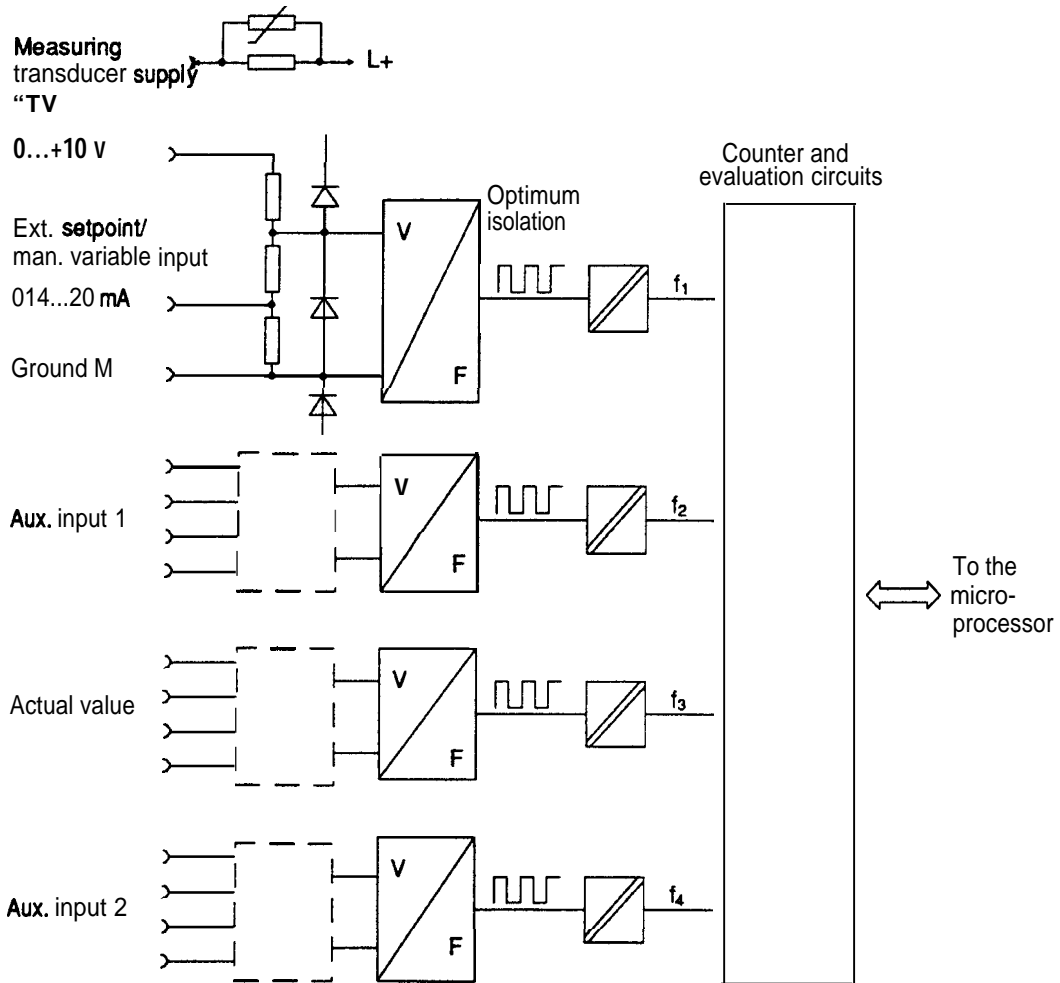 Measuring
transducer supply
“TV
L+
0...+10 V
Ext. setpoint/
man. variable input
014...20 mA
Ground M
V
F
Optimum
isolation
f₁
Counter and
evaluation circuits
Aux. input 1
V
F
f₂
To the
micro-
processor
Actual value
V
F
f₃
Aux. input 2
V
F
f₄